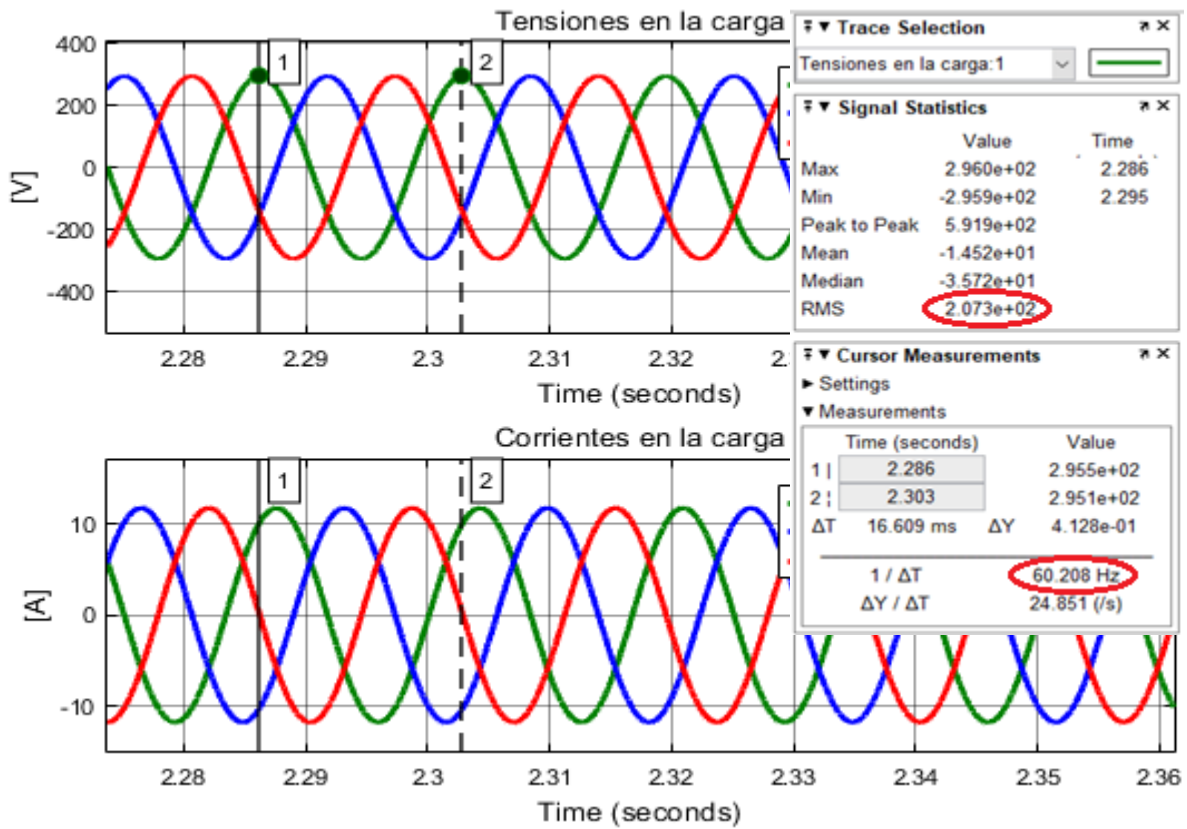 Tensiones en la carga
400
200
0
-200
-400
[V]
1
2
2.28
2.29
2.3
2.31
2.32
2.3
Time (seconds)
Corrientes en la carga
10
0
-10
[A]
1
2
2.28
2.29
2.3
2.31
2.32
2.33
2.34
2.35
2.36
Time (seconds)
Trace Selection
Tensiones en la carga:1
Signal Statistics
Value Time
Max 2.960e+02 2.286
Min -2.959e+02 2.295
Peak to Peak 5.919e+02
Mean -1.452e+01
Median -3.572e+01
RMS 2.073e+02
Cursor Measurements
Settings
Measurements
Time (seconds) Value
1 | 2.286 2.955e+02
2 ¦ 2.303 2.951e+02
ΔT 16.609 ms ΔY 4.128e-01
1 / ΔT 60.208 Hz
ΔY / ΔT 24.851 (/s)